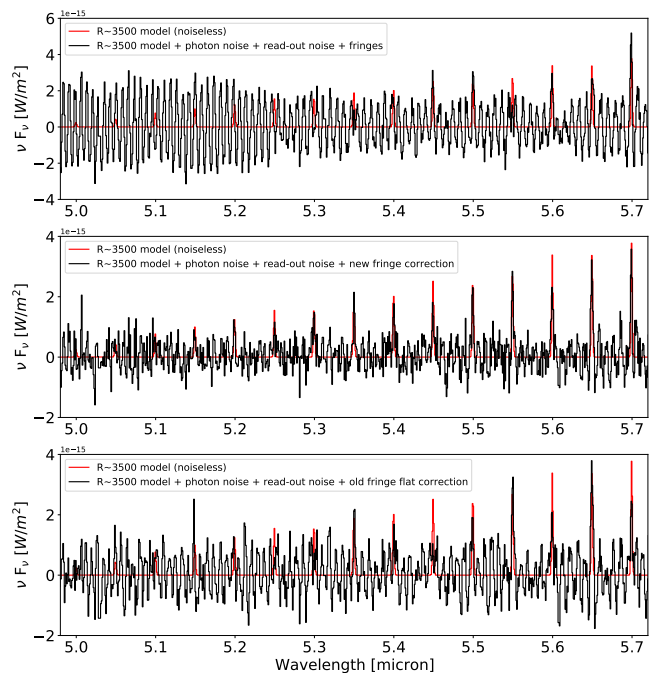 1e−15
6
4
2
0
−2
−4
ν Fν [W/m²]
R~3500 model (noiseless)
R~3500 model + photon noise + read-out noise + fringes
5.0 5.1 5.2 5.3 5.4 5.5 5.6 5.7
1e−15
4
2
0
−2
ν Fν [W/m²]
R~3500 model (noiseless)
R~3500 model + photon noise + read-out noise + new fringe correction
5.0 5.1 5.2 5.3 5.4 5.5 5.6 5.7
1e−15
4
2
0
−2
ν Fν [W/m²]
R~3500 model (noiseless)
R~3500 model + photon noise + read-out noise + old fringe flat correction
5.0 5.1 5.2 5.3 5.4 5.5 5.6 5.7
Wavelength [micron]